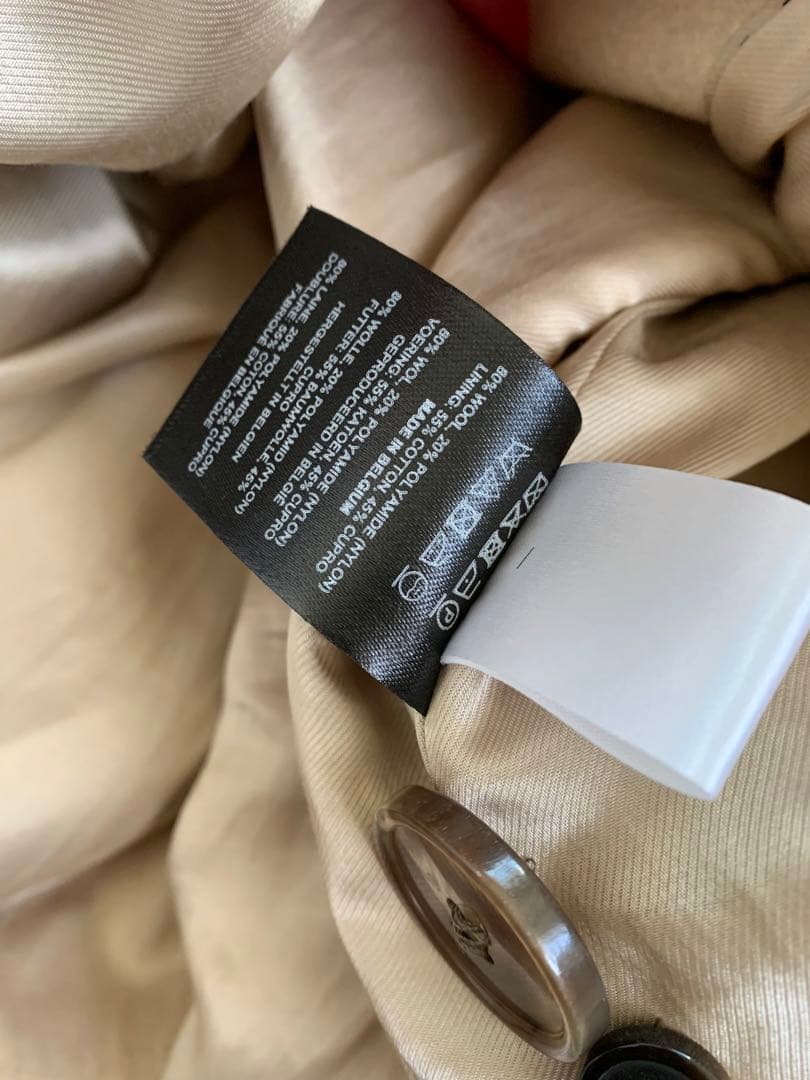 80% WOOL 20% POLYAMIDE (NYLON)
LINING: 55% COTTON 45% CUPRO
MADE IN BELGIUM
80% WOL 20% POLYAMIDE (NYLON)
VOERING: 55% KATOEN 45% CUPRO
GEPRODUCEERD IN BELGIË
80% WOLLE 20% POLYAMID (NYLON)
FUTTER: 55% BAUMWOLLE 45%
CUPRO
HERGESTELLT IN BELGIEN
80% LAINE 20% POLYAMIDE (NYLON)
DOUBLURE: 55% COTON 45% CUPRO
FABRIQUÉ EN BELGIQUE
P